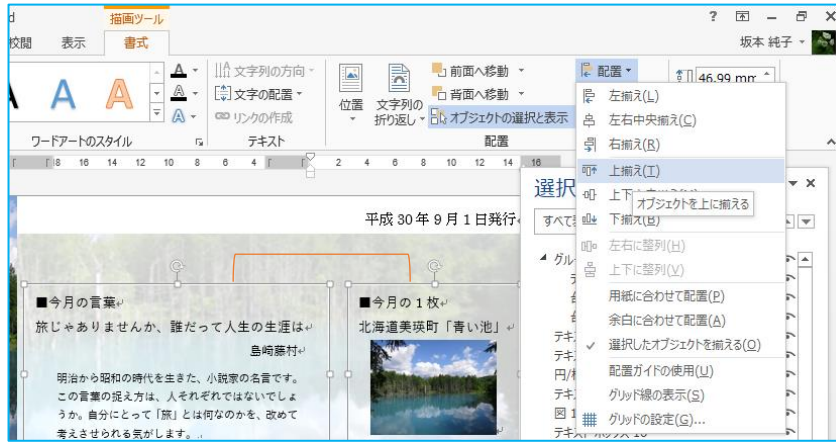 d
描画ツール
?
校閲 表示 書式
坂本 純子
A A A
文字列の方向
文字の配置
リンクの作成
位置
文字列の
折り返し
前面へ移動
背面へ移動
オブジェクトの選択と表示
配置
46.99 mm
ワードアートのスタイル
テキスト
配置
8 16 14 12 10 8 6 4 2 2 4 6 8 10 12 14 16
左揃え(L)
左右中央揃え(C)
右揃え(R)
上揃え(T)
オブジェクトを上に揃える
下揃え(B)
左右に整列(H)
上下に整列(V)
用紙に合わせて配置(P)
余白に合わせて配置(A)
選択したオブジェクトを揃える(O)
配置ガイドの使用(U)
グリッド線の表示(S)
グリッドの設定(G)...
選択
すべて
グル
テキ
テキ
円/
テキ
図 1
平成 30 年 9 月 1 日発行
■今月の言葉
旅じゃありませんか、誰だって人生の生涯は
島崎藤村
明治から昭和の時代を生きた、小説家の名言です。
この言葉の捉え方は、人それぞれではないでしょ
うか。自分にとって「旅」とは何なのかを、改めて
考えさせられる気がします。
■今月の 1 枚
北海道美瑛町「青い池」